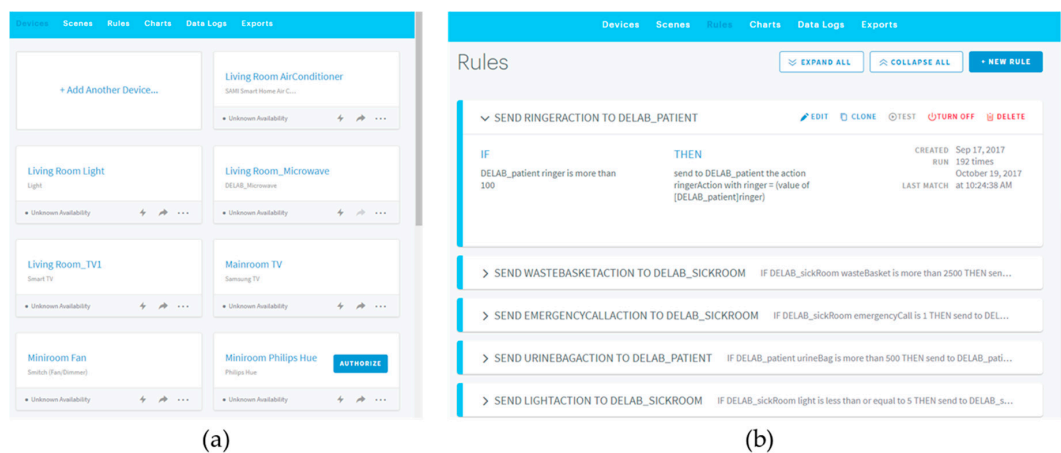 Devices Scenes Rules Charts Data Logs Exports
+ Add Another Device...
Living Room AirConditioner
SAMI Smart Home Air C....
• Unknown Availability
Living Room Light
Light
• Unknown Availability
Living Room_Microwave
DELAB_Microwave
• Unknown Availability
Living Room_TV1
Smart TV
• Unknown Availability
Mainroom TV
Samsung TV
• Unknown Availability
Miniroom Fan
Smitch (Fan/Dimmer)
• Unknown Availability
Miniroom Philips Hue
Philips Hue
AUTHORIZE
• Unknown Availability
(a)
Devices Scenes Rules Charts Data Logs Exports
Rules
EXPAND ALL
COLLAPSE ALL
+ NEW RULE
SEND RINGERACTION TO DELAB_PATIENT
EDIT CLONE TEST TURN OFF DELETE
IF
DELAB_patient ringer is more than
100
THEN
send to DELAB_patient the action
ringerAction with ringer = (value of
[DELAB_patient]ringer)
CREATED Sep 17, 2017
RUN 192 times
October 19, 2017
LAST MATCH at 10:24:38 AM
SEND WASTEBASKETACTION TO DELAB_SICKROOM IF DELAB_sickRoom wasteBasket is more than 2500 THEN sen...
SEND EMERGENCYCALLACTION TO DELAB_SICKROOM IF DELAB_sickRoom emergencyCall is 1 THEN send to DEL...
SEND URINEBAGACTION TO DELAB_PATIENT IF DELAB_patient urineBag is more than 500 THEN send to DELAB_pati...
SEND LIGHTACTION TO DELAB_SICKROOM IF DELAB_sickRoom light is less than or equal to 5 THEN send to DELAB_s...
(b)